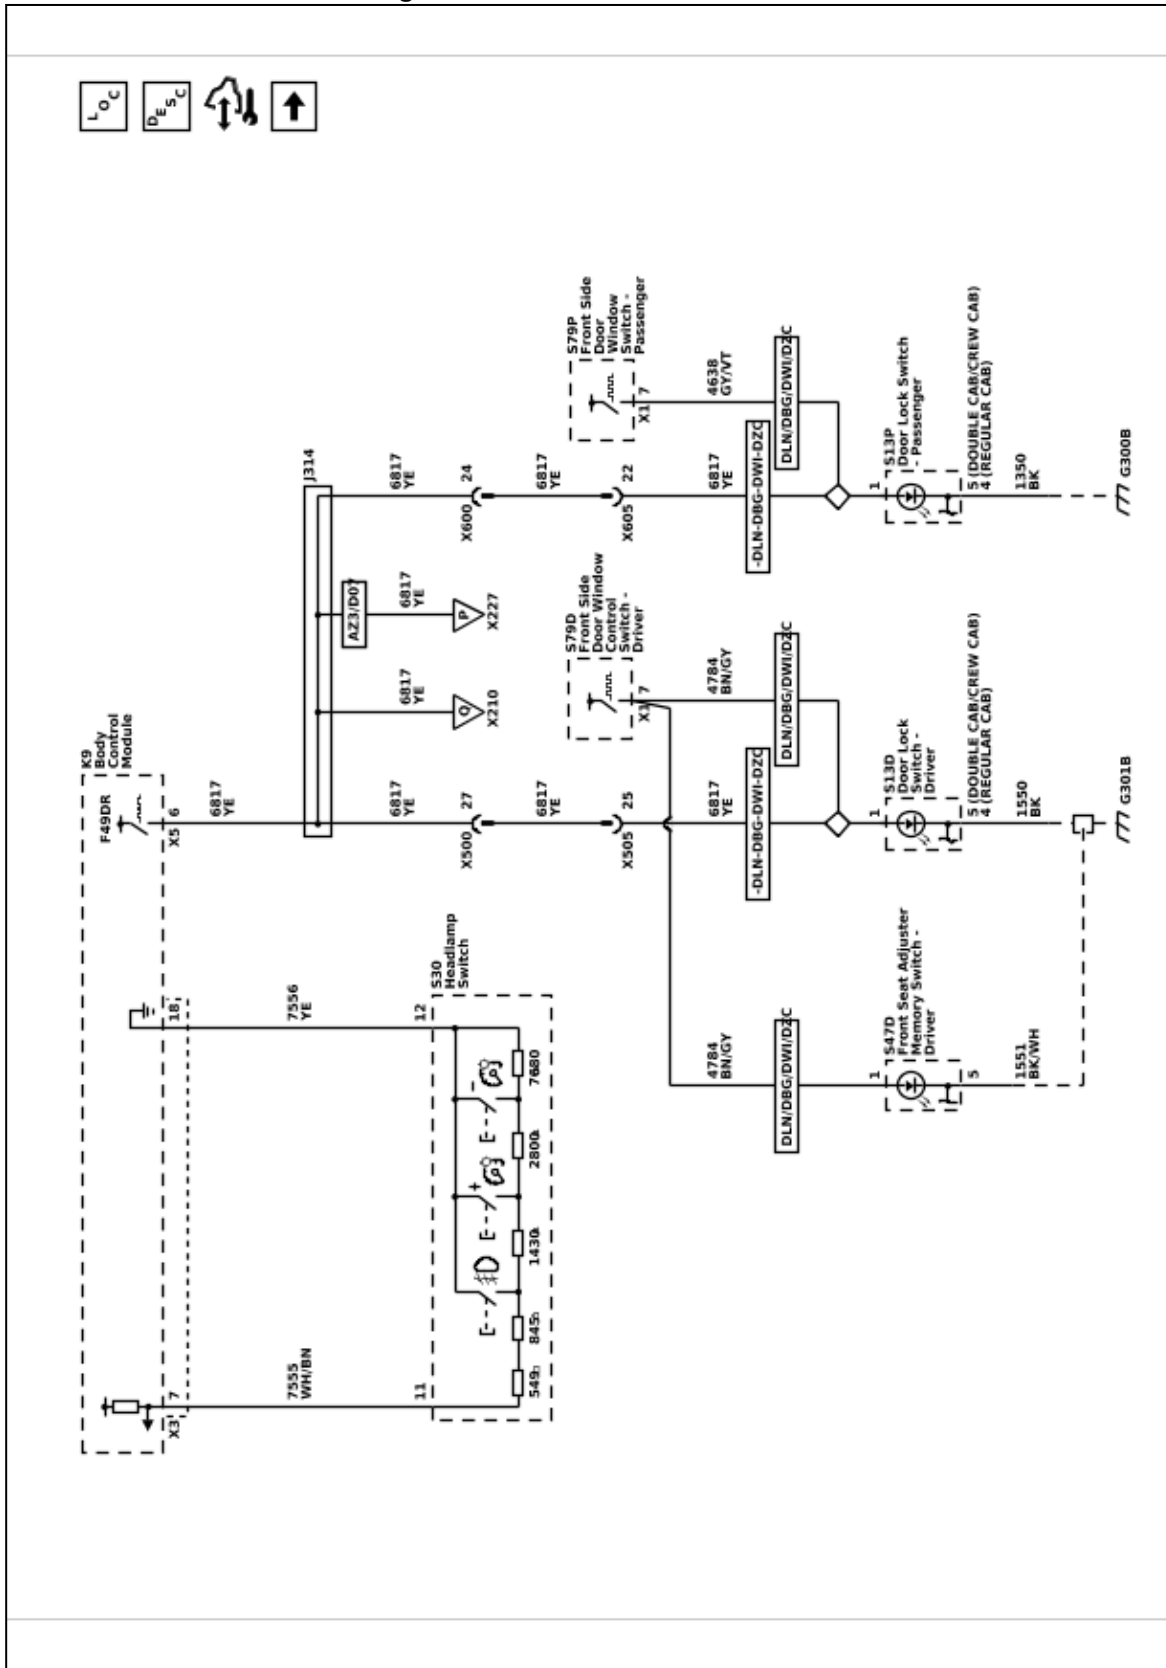 LOC
DESC
K9
Body
Control
Module
F49DR
X5 6
6817
YE
J314
6817
YE
27
X500
6817
YE
25
X505
6817
YE
-DLN-DBG-DWI-DZC
6817
YE
Q
X210
AZ3/D07
6817
YE
P
X227
6817
YE
24
X600
6817
YE
22
X605
6817
YE
-DLN-DBG-DWI-DZC
S79P
Front Side
Door
Window
Switch -
Passenger
X1 7
4638
GY/VT
DLN/DBG/DWI/DZC
S79D
Front Side
Door Window
Control
Switch -
Driver
X1 7
4784
BN/GY
DLN/DBG/DWI/DZC
1
S13P
Door Lock Switch
- Passenger
5 (DOUBLE CAB/CREW CAB)
4 (REGULAR CAB)
1350
BK
G300B
1
S13D
Door Lock
Switch -
Driver
5 (DOUBLE CAB/CREW CAB)
4 (REGULAR CAB)
1550
BK
G301B
4784
BN/GY
DLN/DBG/DWI/DZC
1
S47D
Front Seat Adjuster
Memory Switch -
Driver
5
1551
BK/WH
X3 7
18
7555
WH/BN
7556
YE
11
12
S30
Headlamp
Switch
549Ω
845Ω
1430
2800
7680